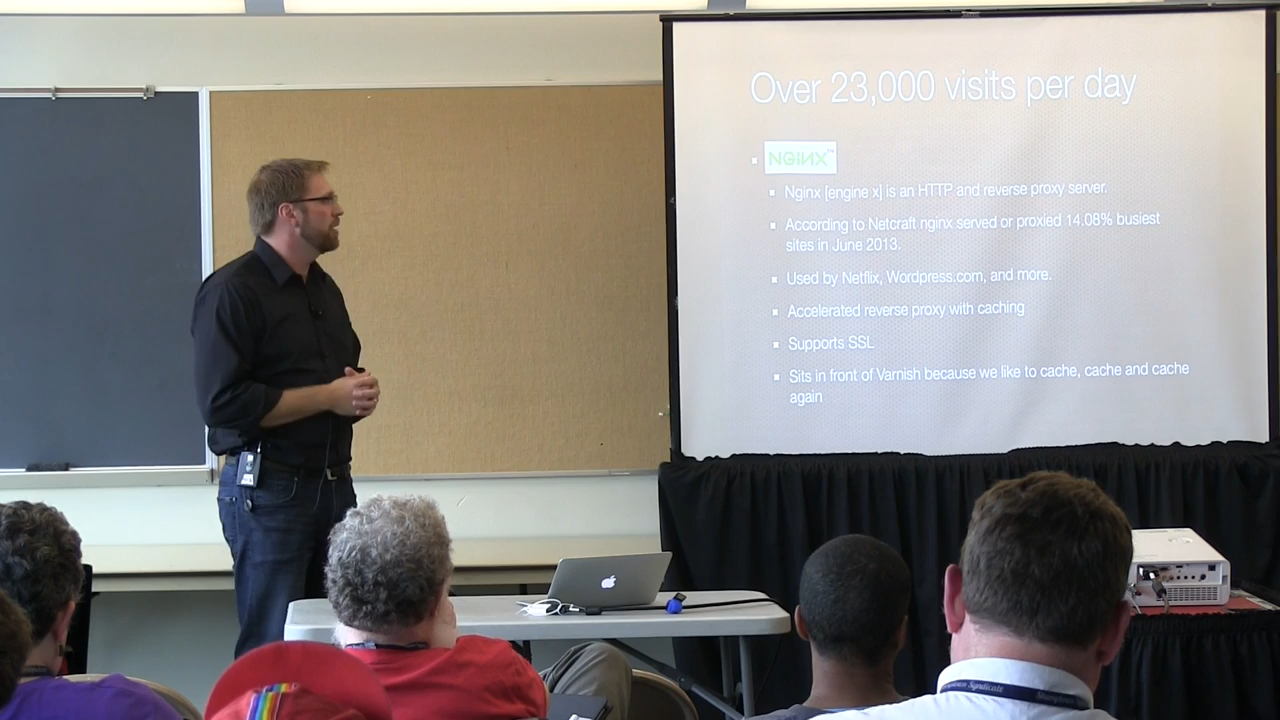 Over 23,000 visits per day
NGINX™
Nginx [engine x] is an HTTP and reverse proxy server.
According to Netcraft nginx served or proxied 14.08% busiest
sites in June 2013.
Used by Netflix, Wordpress.com, and more.
Accelerated reverse proxy with caching
Supports SSL
Sits in front of Varnish because we like to cache, cache and cache
again
Syndicate